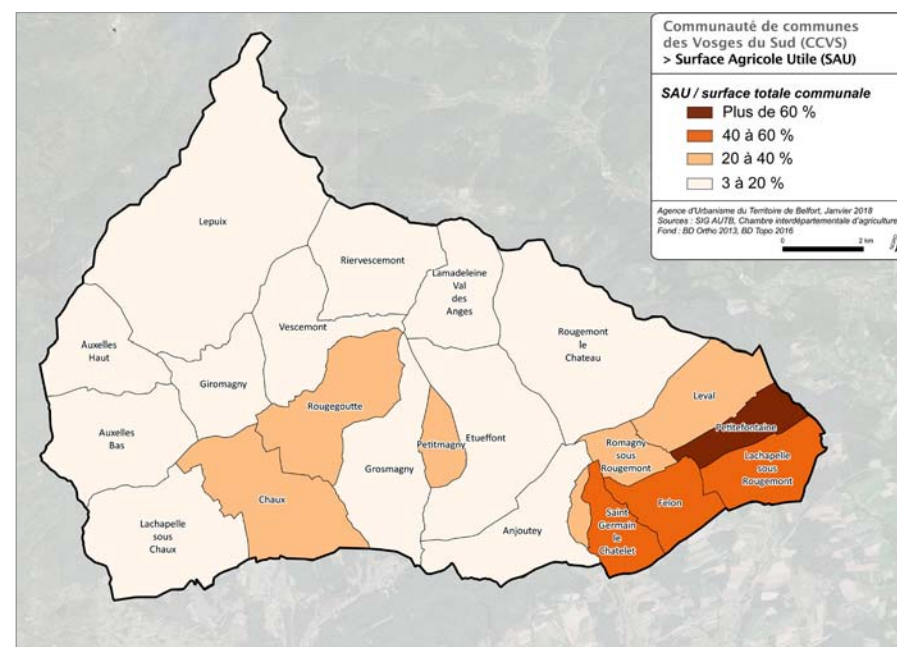 Communauté de communes
des Vosges du Sud (CCVS)
> Surface Agricole Utile (SAU)
SAU / surface totale communale
Plus de 60 %
40 à 60 %
20 à 40 %
3 à 20 %
Agence d'Urbanisme du Territoire de Belfort, Janvier 2018
Sources : SIG AUTB, Chambre interdépartementale d'agriculture
Fond : BD Ortho 2013, BD Topo 2016
0 2 km
NORD
Lepuix
Riervescemont
Lamadeleine
Val
des
Anges
Vescemont
Rougemont
le
Chateau
Auxelles
Haut
Giromagny
Leval
Rougegoutte
Petitefontaine
Auxelles
Bas
Petitmagny
Etueffont
Romagny
sous
Rougemont
Lachapelle
sous
Rougemont
Grosmagny
Chaux
Felon
Saint
Germain
le
Chatelet
Lachapelle
sous
Chaux
Anjoutey